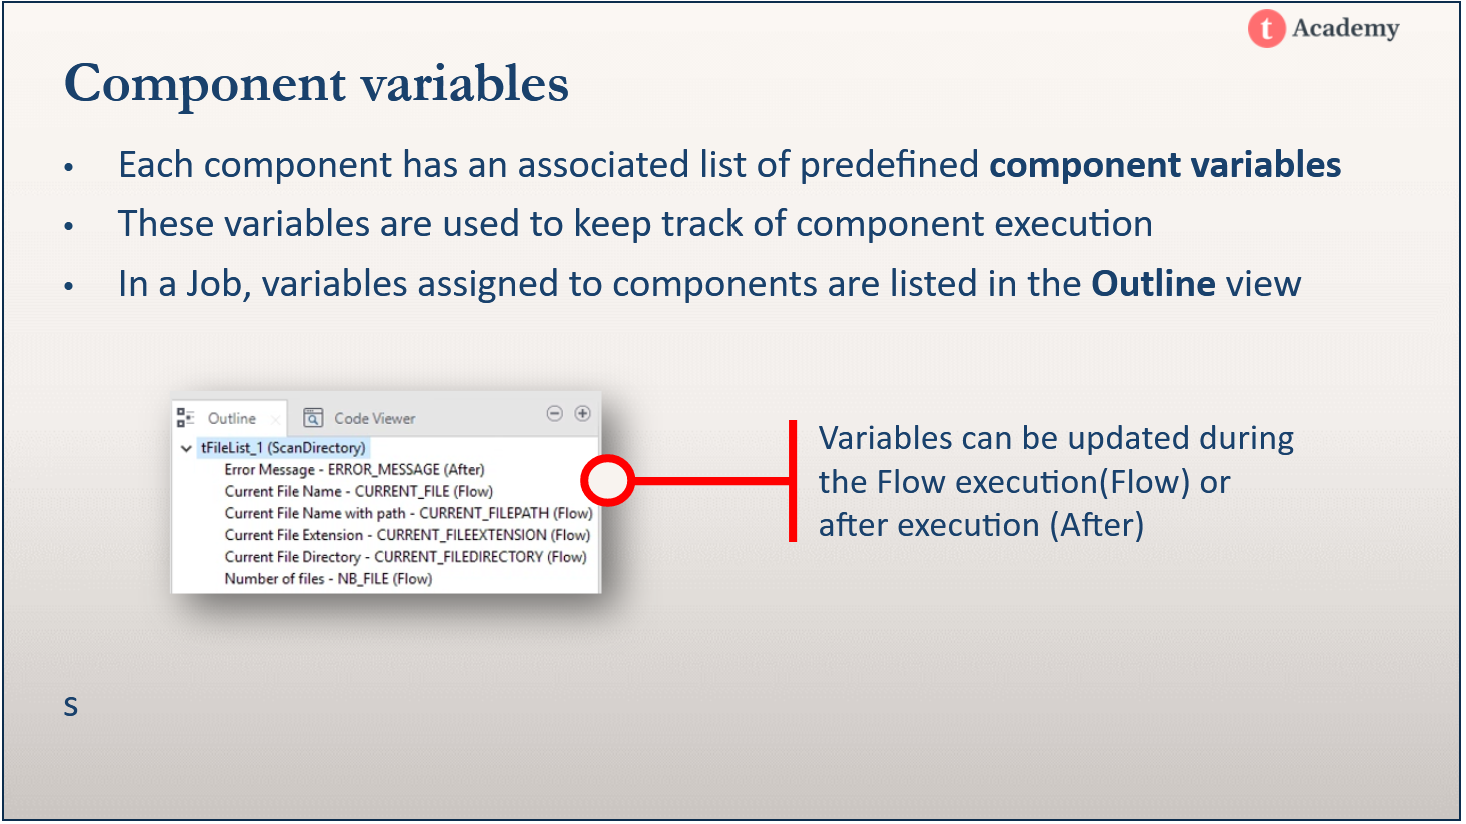 t Academy
Component variables
• Each component has an associated list of predefined component variables
• These variables are used to keep track of component execution
• In a Job, variables assigned to components are listed in the Outline view
Outline Code Viewer
tFileList_1 (ScanDirectory)
Error Message - ERROR_MESSAGE (After)
Current File Name - CURRENT_FILE (Flow)
Current File Name with path - CURRENT_FILEPATH (Flow)
Current File Extension - CURRENT_FILEEXTENSION (Flow)
Current File Directory - CURRENT_FILEDIRECTORY (Flow)
Number of files - NB_FILE (Flow)
Variables can be updated during
the Flow execution(Flow) or
after execution (After)
s